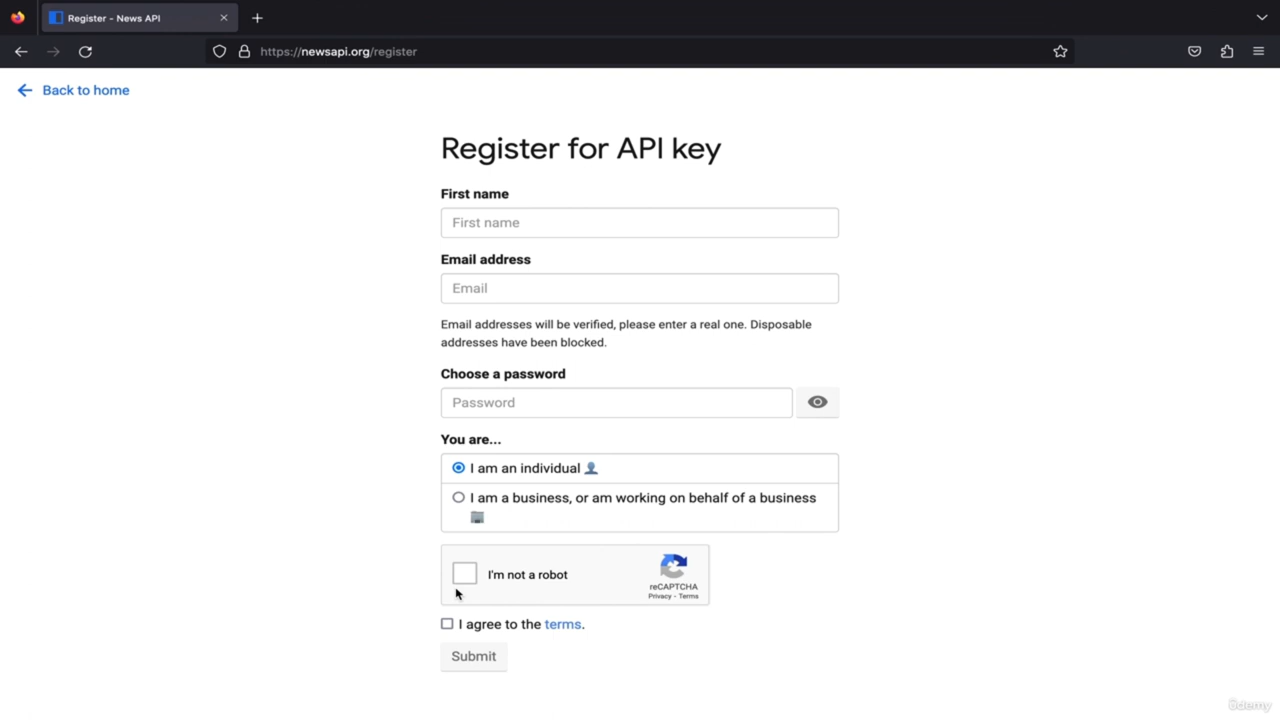 Register - News API
https://newsapi.org/register
Back to home
Register for API key
First name
First name
Email address
Email
Email addresses will be verified, please enter a real one. Disposable
addresses have been blocked.
Choose a password
Password
You are...
I am an individual
I am a business, or am working on behalf of a business
I'm not a robot
reCAPTCHA
Privacy - Terms
I agree to the terms.
Submit
ûdemy